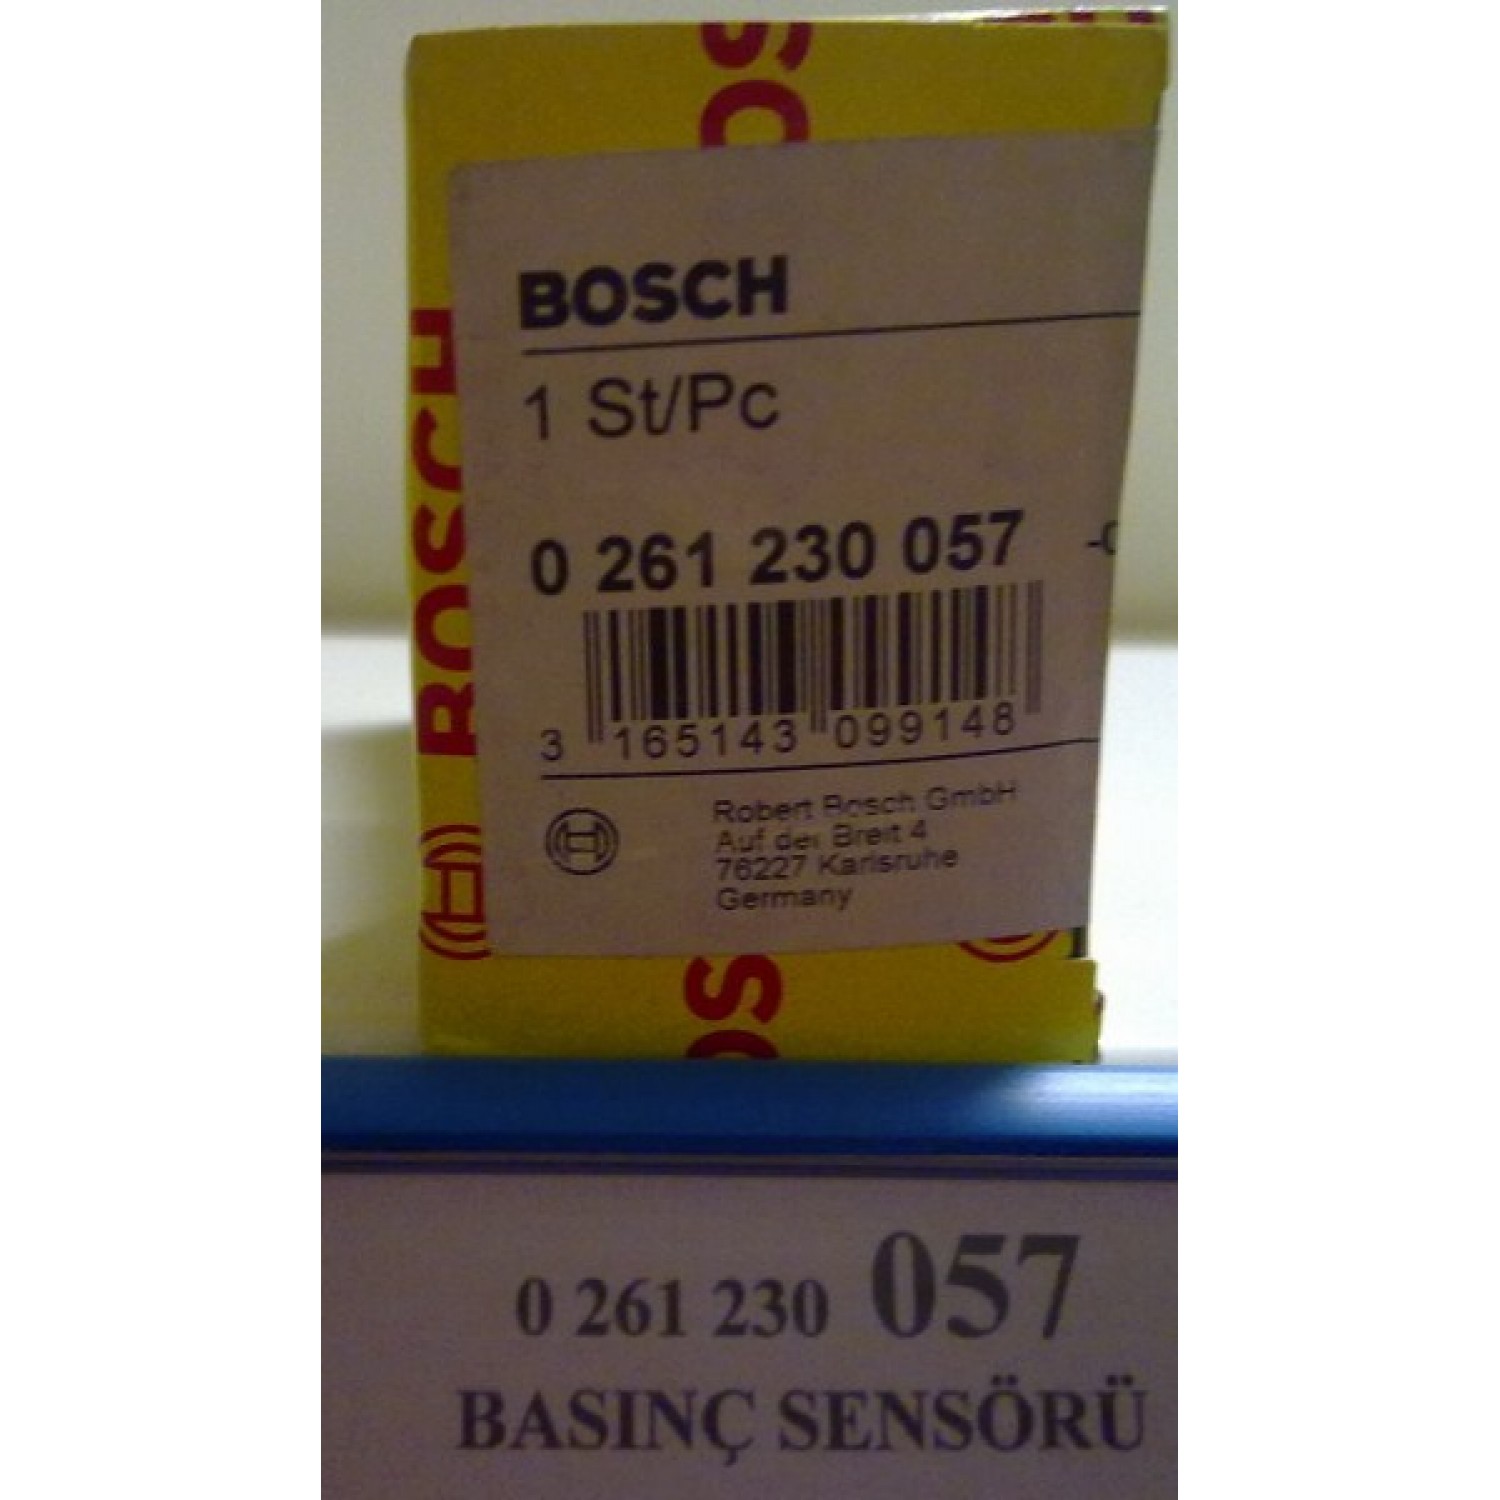 BOSCH
BOSCH
1 St/Pc
0 261 230 057
3 165143 099148
Robert Bosch GmbH
Auf der Breit 4
76227 Karlsruhe
Germany
0 261 230 057
BASINÇ SENSÖRÜ